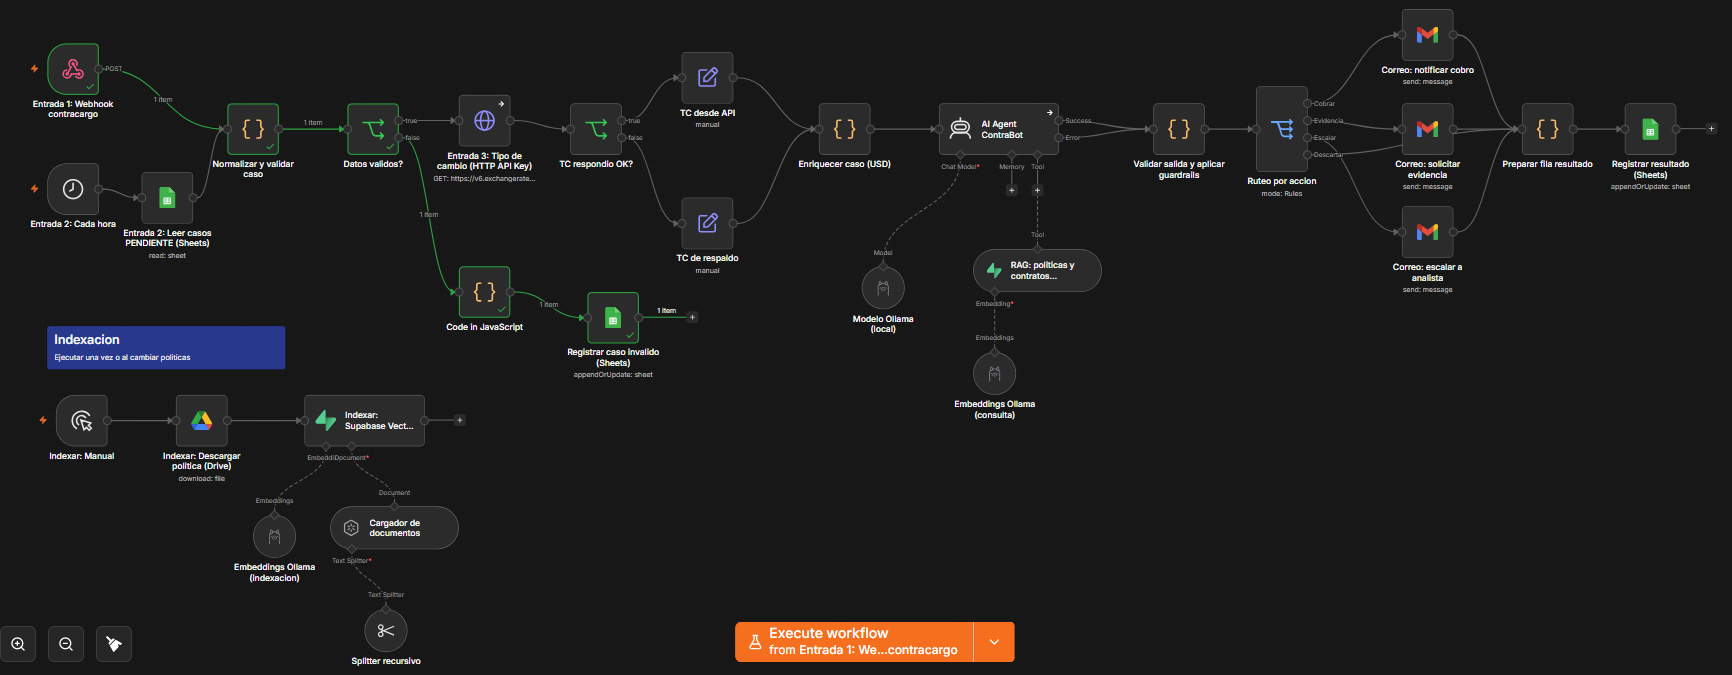 POST
1 item
Entrada 1: Webhook
contracargo
Entrada 2: Cada hora
Entrada 2: Leer casos
PENDIENTE (Sheets)
read: sheet
Normalizar y validar
caso
1 item
Datos validos?
true
false
Entrada 3: Tipo de
cambio (HTTP API Key)
GET: https://v6.exchangerate...
TC respondio OK?
true
false
TC desde API
manual
TC de respaldo
manual
Enriquecer caso (USD)
AI Agent
ContraBot
Success
Error
Chat Model*
Memory
Tool
Model
Modelo Ollama
(local)
Tool
RAG: politicas y
contratos...
Embedding*
Embeddings
Embeddings Ollama
(consulta)
Validar salida y aplicar
guardrails
Ruteo por accion
mode: Rules
Cobrar
Evidencia
Escalar
Descartar
Correo: notificar cobro
send: message
Correo: solicitar
evidencia
send: message
Correo: escalar a
analista
send: message
Preparar fila resultado
Registrar resultado
(Sheets)
appendOrUpdate: sheet
1 item
Code in JavaScript
1 item
Registrar caso invalido
(Sheets)
appendOrUpdate: sheet
1 item
Indexacion
Ejecutar una vez o al cambiar politicas
Indexar: Manual
Indexar: Descargar
politica (Drive)
download: file
Indexar:
Supabase Vect...
Embeddi
Document*
Embeddings
Embeddings Ollama
(indexacion)
Document
Cargador de
documentos
Text Splitter*
Text Splitter
Splitter recursivo
Execute workflow
from Entrada 1: We...contracargo